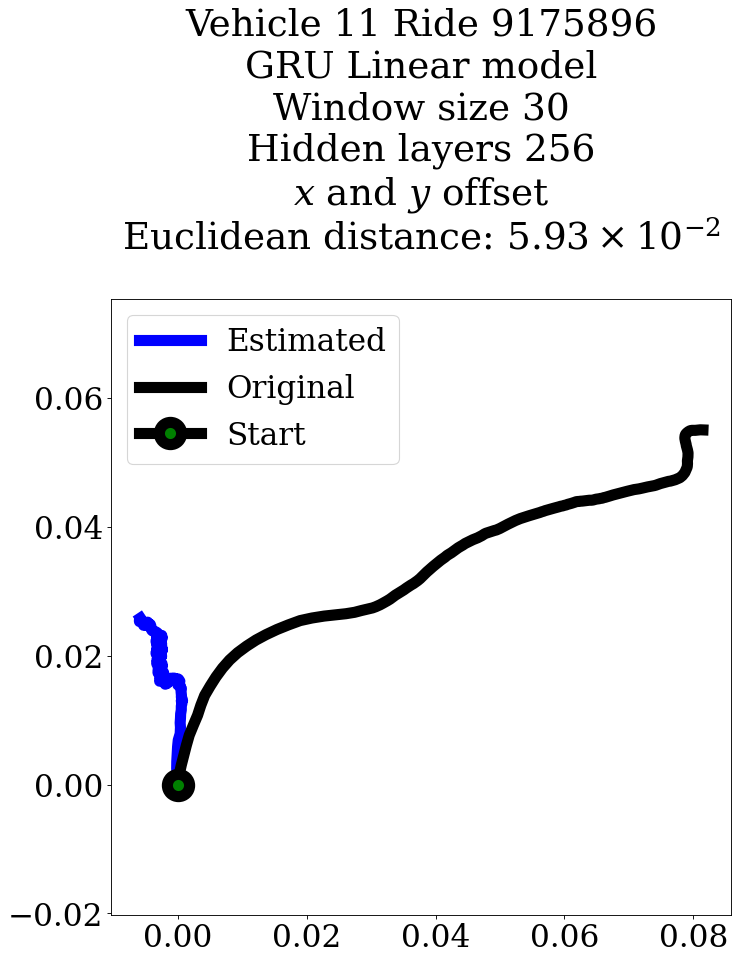 Vehicle 11 Ride 9175896
GRU Linear model
Window size 30
Hidden layers 256
x and y offset
Euclidean distance: 5.93 × 10⁻²
Estimated
Original
Start
0.06
0.04
0.02
0.00
−0.02
0.00 0.02 0.04 0.06 0.08